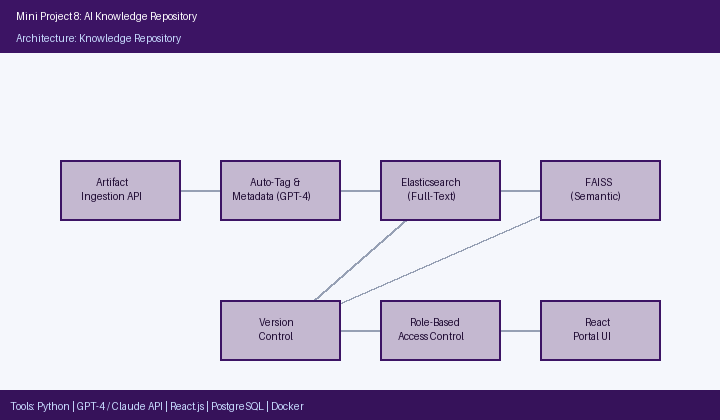 Mini Project 8: AI Knowledge Repository
Architecture: Knowledge Repository
Artifact
Ingestion API
Auto-Tag &
Metadata (GPT-4)
Elasticsearch
(Full-Text)
FAISS
(Semantic)
Version
Control
Role-Based
Access Control
React
Portal UI
Tools: Python | GPT-4 / Claude API | React.js | PostgreSQL | Docker